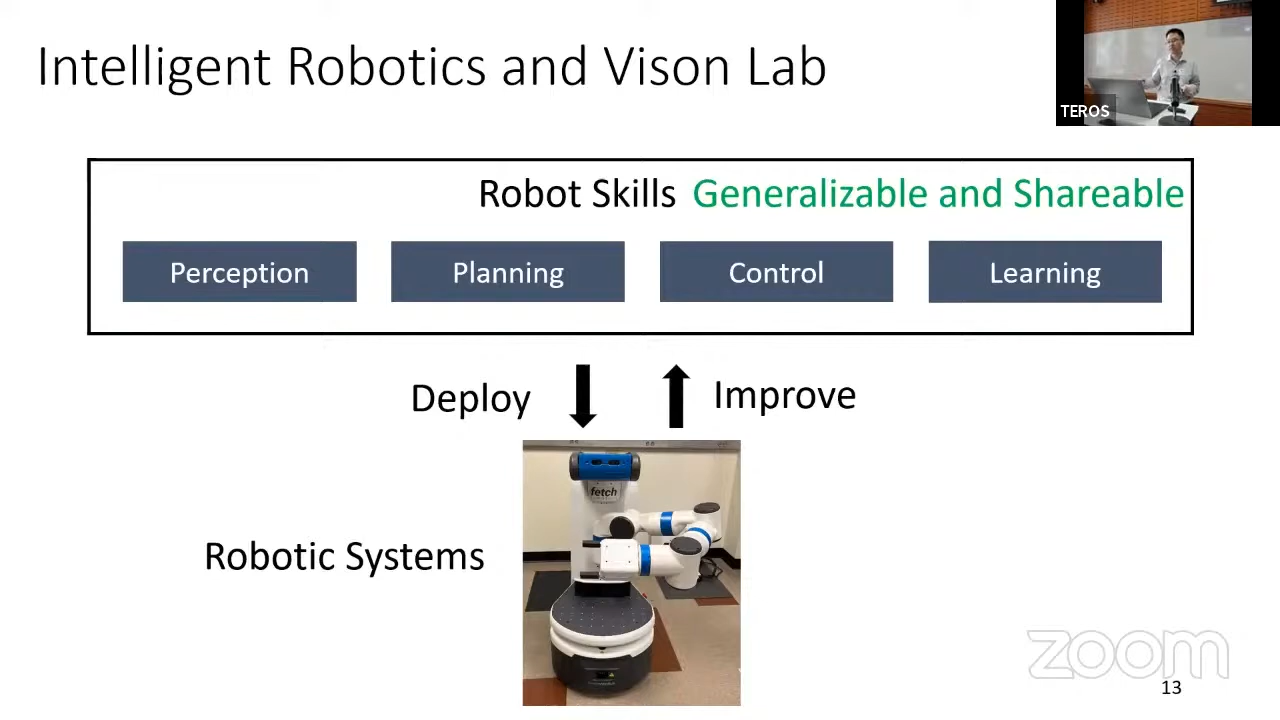 Intelligent Robotics and Vison Lab
TEROS
Robot Skills Generalizable and Shareable
Perception
Planning
Control
Learning
Deploy
Improve
fetch
Robotic Systems
zoom
13